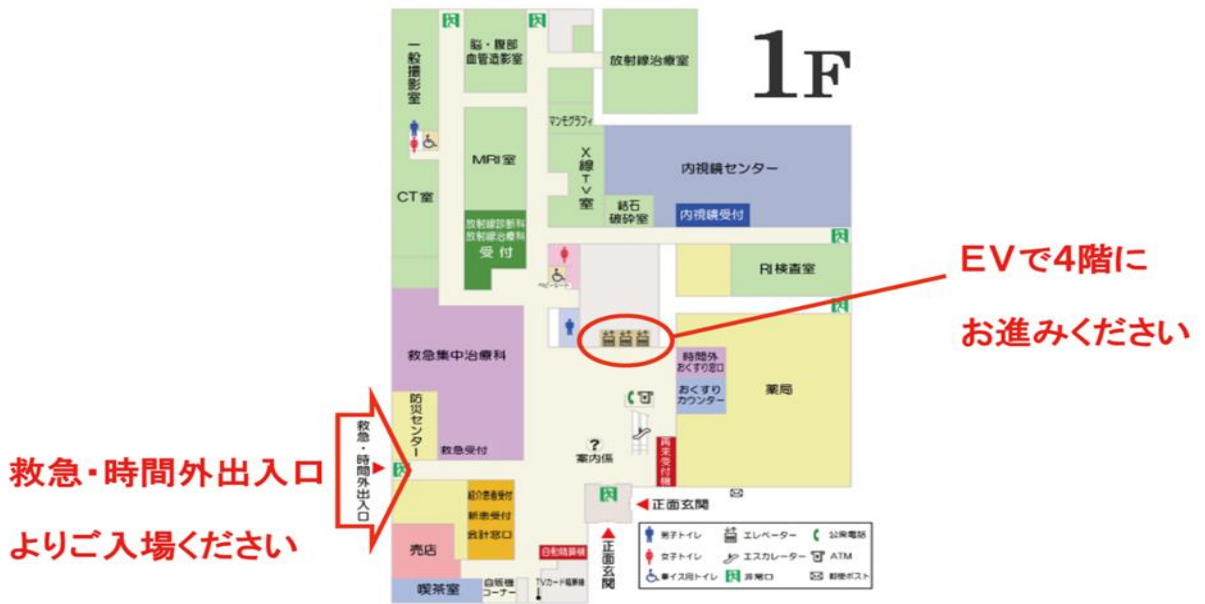 1F
一般撮影室
脳・腹部
血管造影室
放射線治療室
マンモグラフィ
MRI室
X線TV室
内視鏡センター
CT室
結石
破砕室
内視鏡受付
放射線診断科
放射線治療科
受付
RI検査室
EVで4階に
お進みください
ベビーシート
救急集中治療科
時間外
おくすり窓口
おくすり
カウンター
薬局
防災センター
救急受付
救急・時間外出入口
案内係
再来受付機
救急・時間外出入口
よりご入場ください
紹介患者受付
新患受付
会計窓口
売店
喫茶室
自販機
コーナー
自動精算機
TVカード精算機
正面玄関
正面玄関
男子トイレ
エレベーター
公衆電話
女子トイレ
エスカレーター
ATM
車イス用トイレ
非常口
郵便ポスト